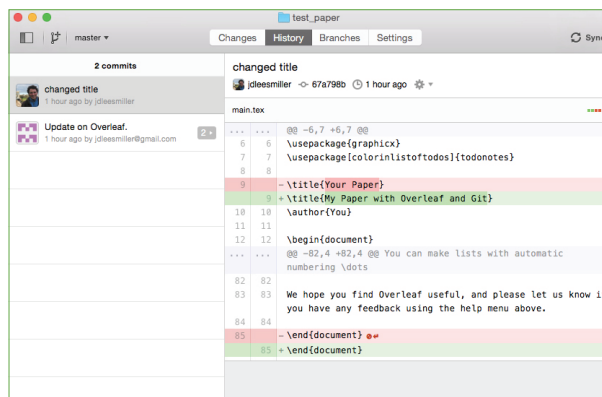 test_paper
master
Changes History Branches Settings
Sync
2 commits
changed title
1 hour ago by jdleesmiller
Update on Overleaf.
1 hour ago by jdleesmiller@gmail.com
2
changed title
jdleesmiller 67a798b 1 hour ago
main.tex
... ... @@ -6,7 +6,7 @@
6 6 \usepackage{graphicx}
7 7 \usepackage[colorinlistoftodos]{todonotes}
8 8
9 - \title{Your Paper}
9 + \title{My Paper with Overleaf and Git}
10 10 \author{You}
11 11
12 12 \begin{document}
... ... @@ -82,4 +82,4 @@ You can make lists with automatic
numbering \dots
82 82
83 83 We hope you find Overleaf useful, and please let us know i
you have any feedback using the help menu above.
84 84
85 - \end{document}
85 + \end{document}